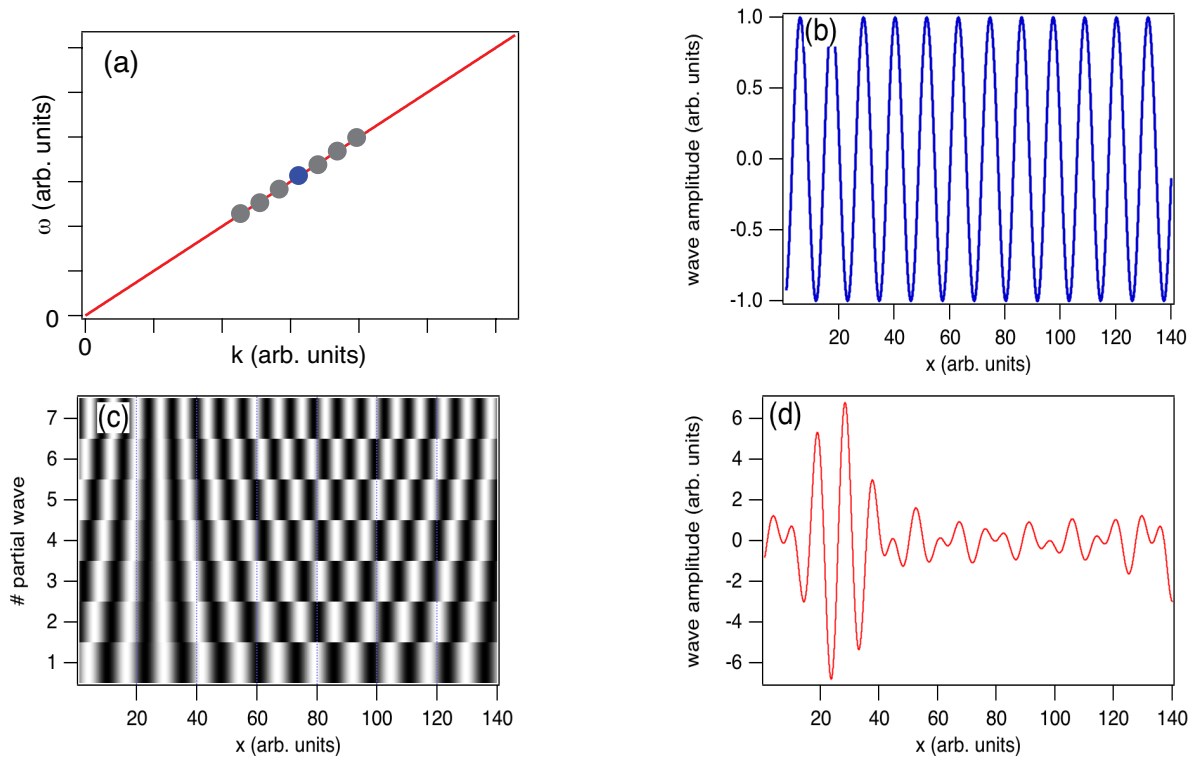 (a)
ω (arb. units)
0
0
k (arb. units)
(b)
wave amplitude (arb. units)
1.0
0.5
0.0
-0.5
-1.0
20 40 60 80 100 120 140
x (arb. units)
(c)
# partial wave
7
6
5
4
3
2
1
20 40 60 80 100 120 140
x (arb. units)
(d)
wave amplitude (arb. units)
6
4
2
0
-2
-4
-6
20 40 60 80 100 120 140
x (arb. units)